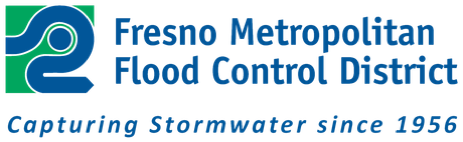 Fresno Metropolitan
Flood Control District
Capturing Stormwater since 1956